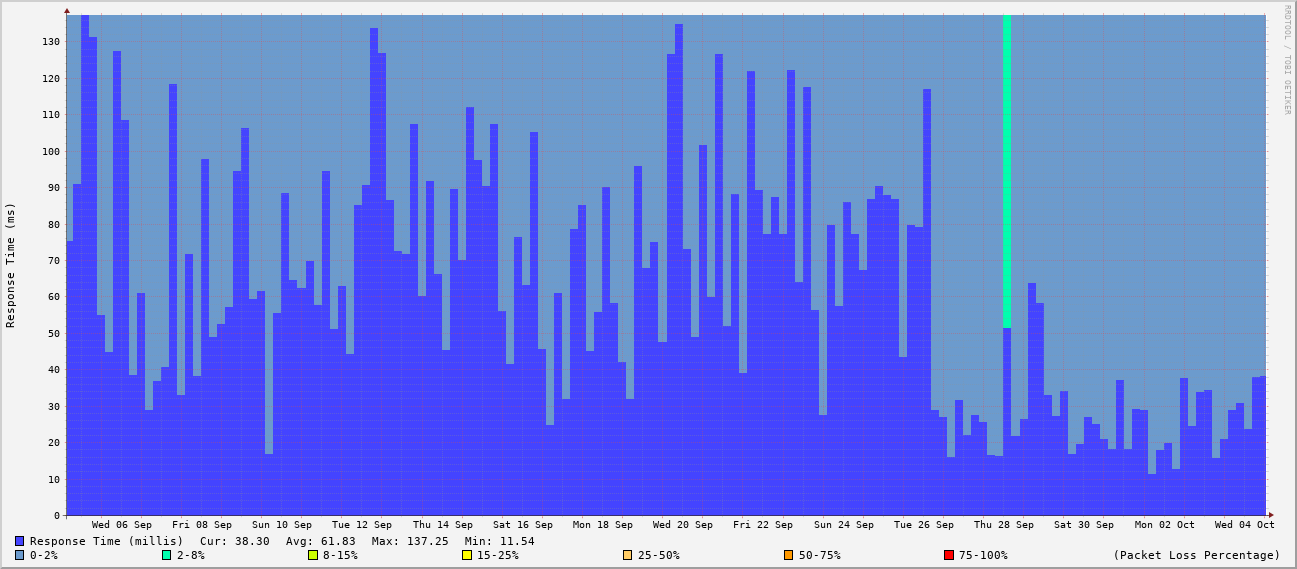 RRDTOOL / TOBI OETIKER
Response Time (ms)
130
120
110
100
90
80
70
60
50
40
30
20
10
0
Wed 06 Sep Fri 08 Sep Sun 10 Sep Tue 12 Sep Thu 14 Sep Sat 16 Sep Mon 18 Sep Wed 20 Sep Fri 22 Sep Sun 24 Sep Tue 26 Sep Thu 28 Sep Sat 30 Sep Mon 02 Oct Wed 04 Oct
Response Time (millis) Cur: 38.30 Avg: 61.83 Max: 137.25 Min: 11.54
0-2% 2-8% 8-15% 15-25% 25-50% 50-75% 75-100% (Packet Loss Percentage)